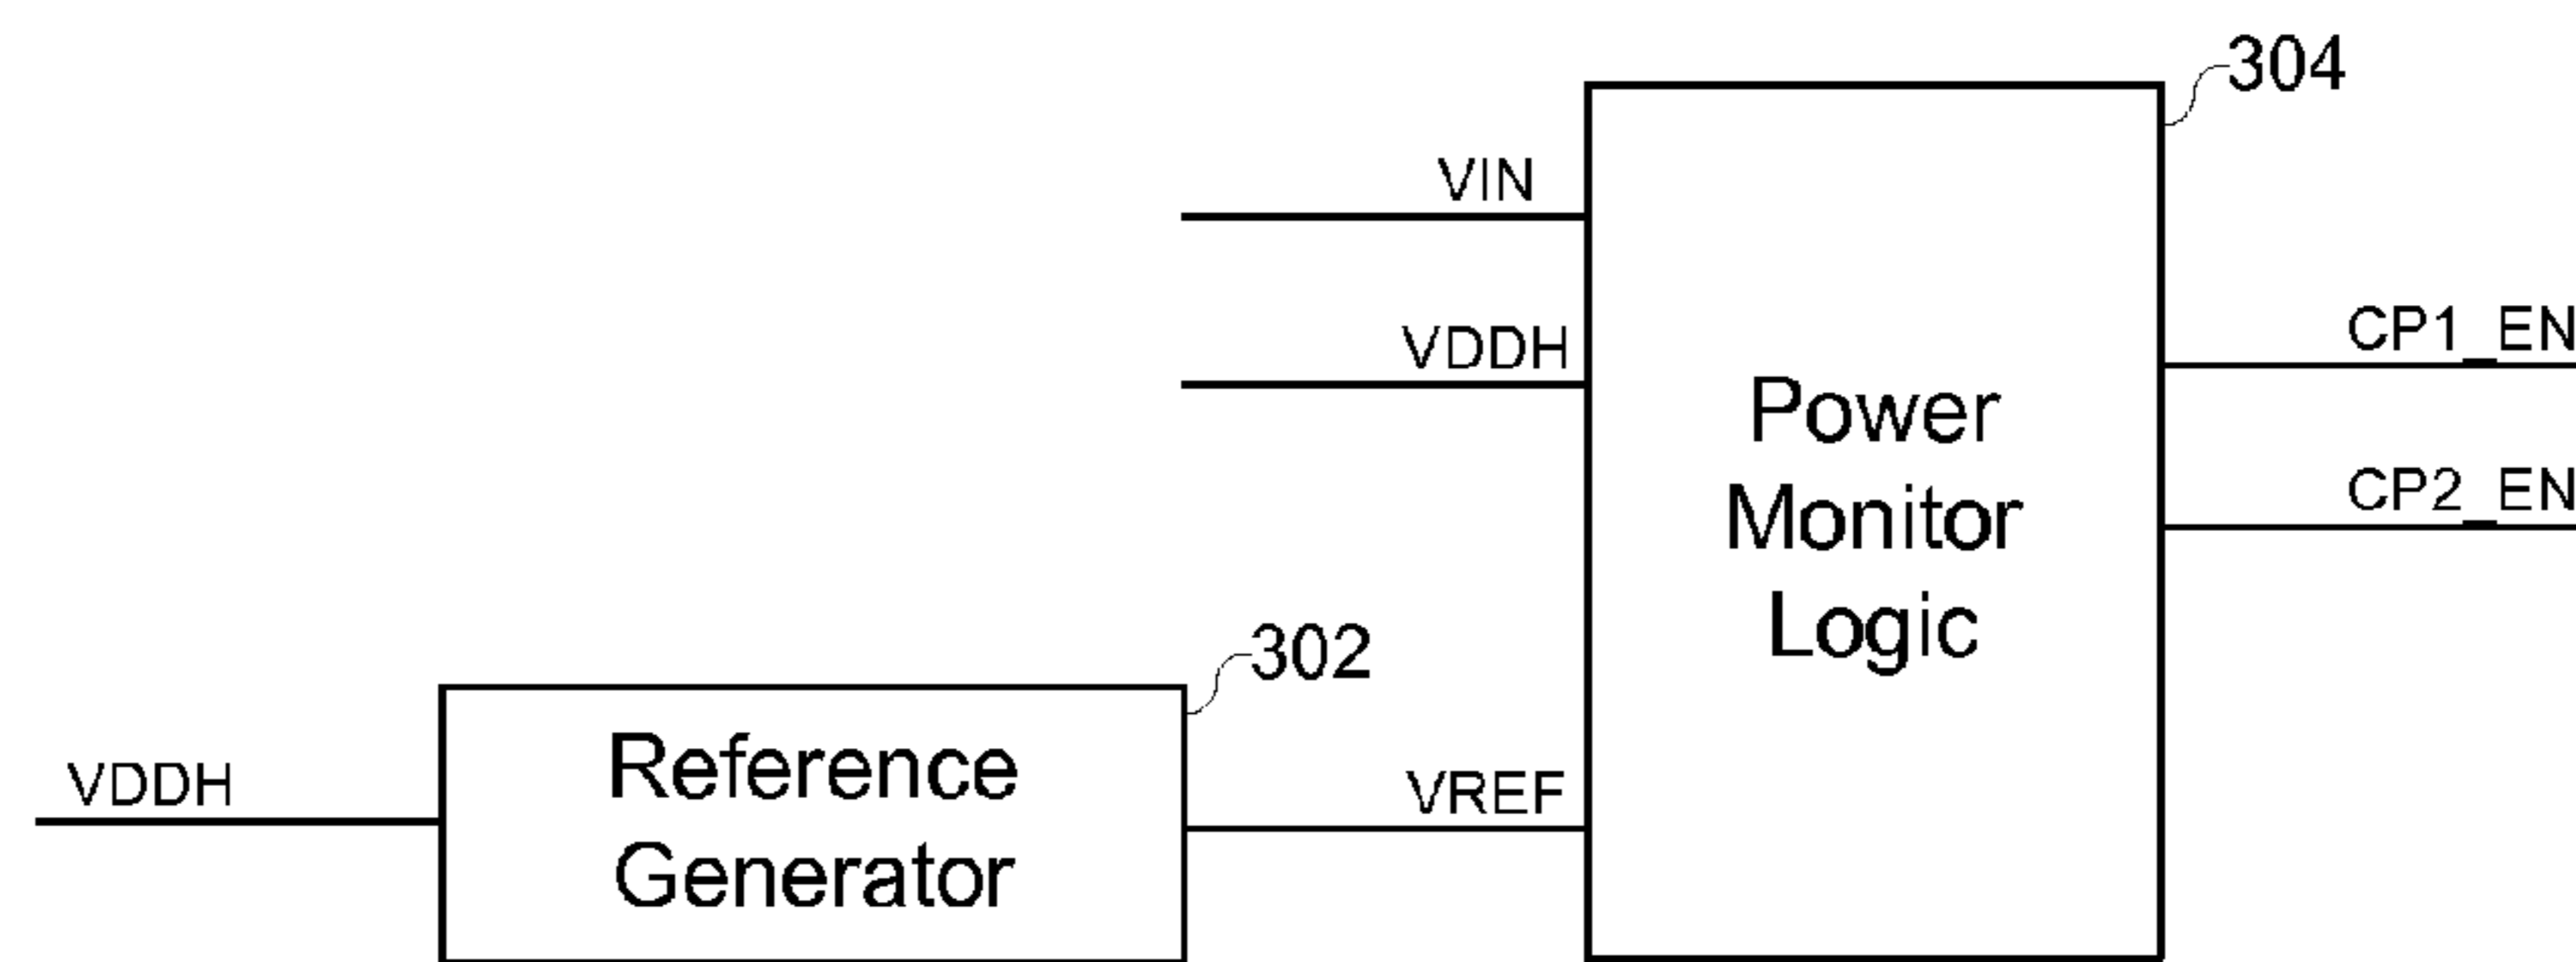 304
VIN
VDDH
CP1_EN
CP2_EN
Power
Monitor
Logic
302
VDDH
Reference
Generator
VREF